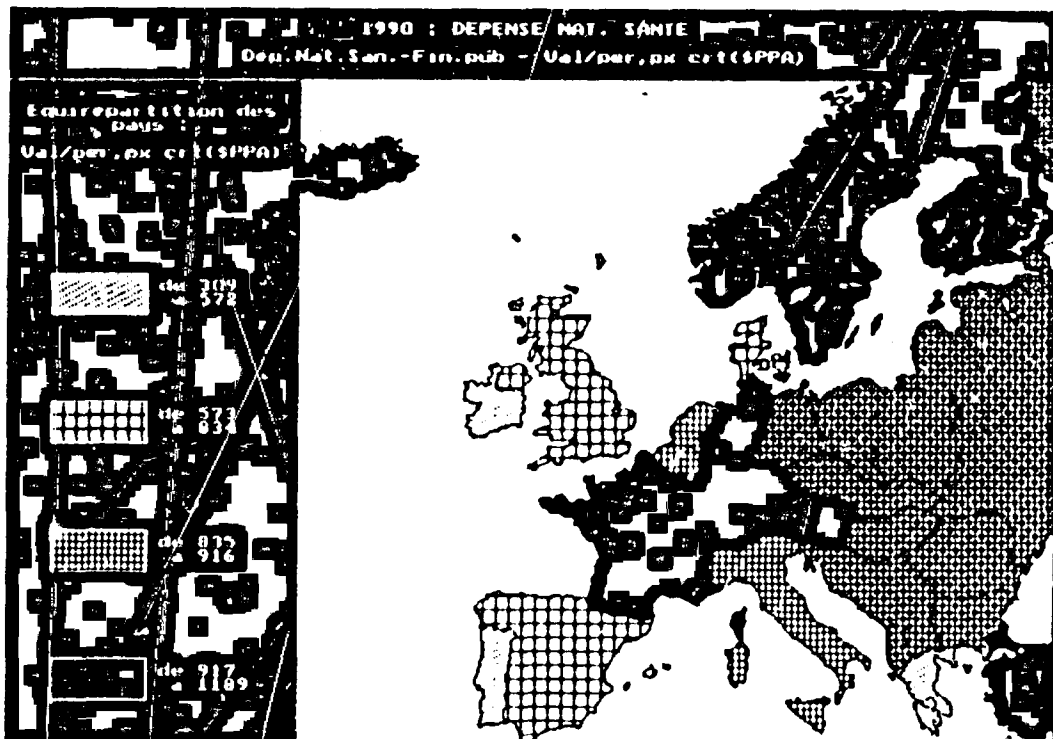 1990 : DEPENSE NAT. SANTE
Dep.Nat.San.-Fin.pub - Val/per,px crt($PPA)
Equirepartition des
pays :
Val/per,px crt($PPA)
de 309
a 572
de 573
a 834
de 835
a 916
de 917
a 1189